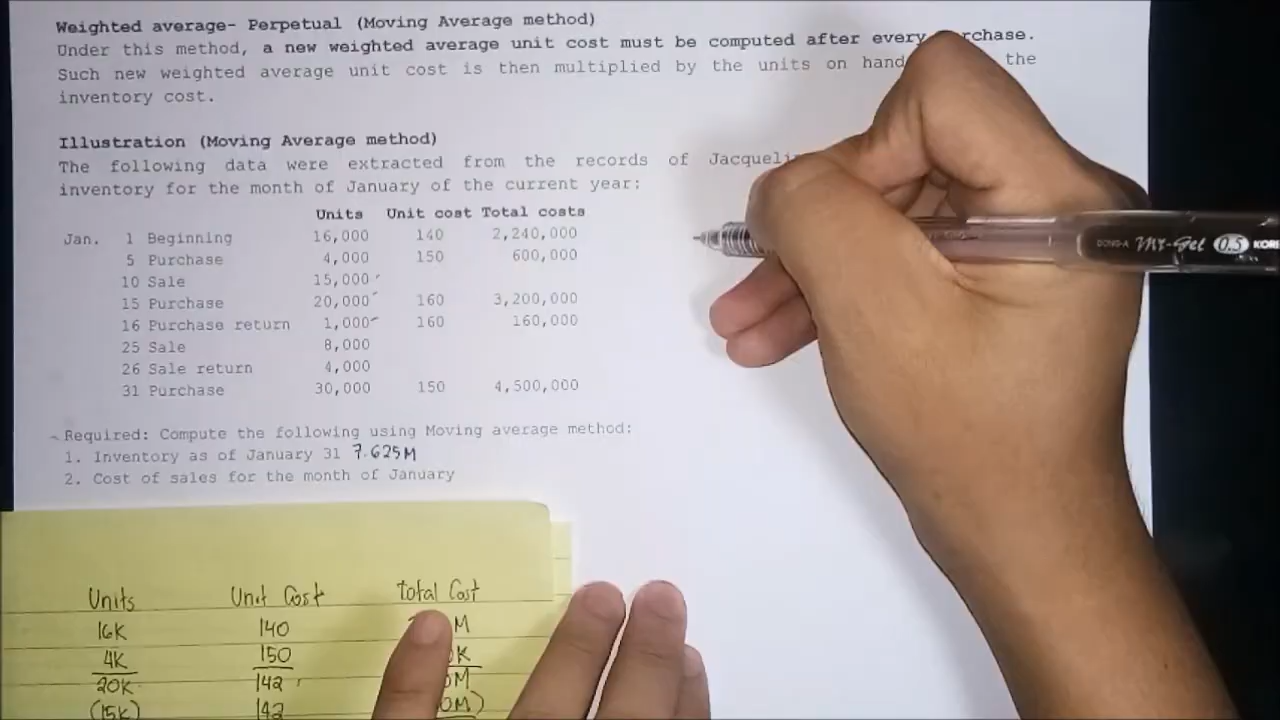 Weighted average- Perpetual (Moving Average method)
Under this method, a new weighted average unit cost must be computed after every
Such new weighted average unit cost is then multiplied by the units on hand the
inventory cost.
Illustration (Moving Average method)
The following data were extracted from the records of
inventory for the month of January of the current year:
Units Unit cost Total costs
Jan. 1 Beginning 16,000 140 2,240,000
5 Purchase 4,000 150 600,000
10 Sale 15,000
15 Purchase 20,000 160 3,200,000
16 Purchase return 1,000 160 160,000
25 Sale 8,000
26 Sale return 4,000
31 Purchase 30,000 150 4,500,000
Required: Compute the following using Moving average method:
1. Inventory as of January 31 7.625M
2. Cost of sales for the month of January
Units Unit Cost Total Cost
16K 140 M
4K 150 K
20K 142 M
(15K) 142 M)
DONG-A My-Gel 0.5 KOR